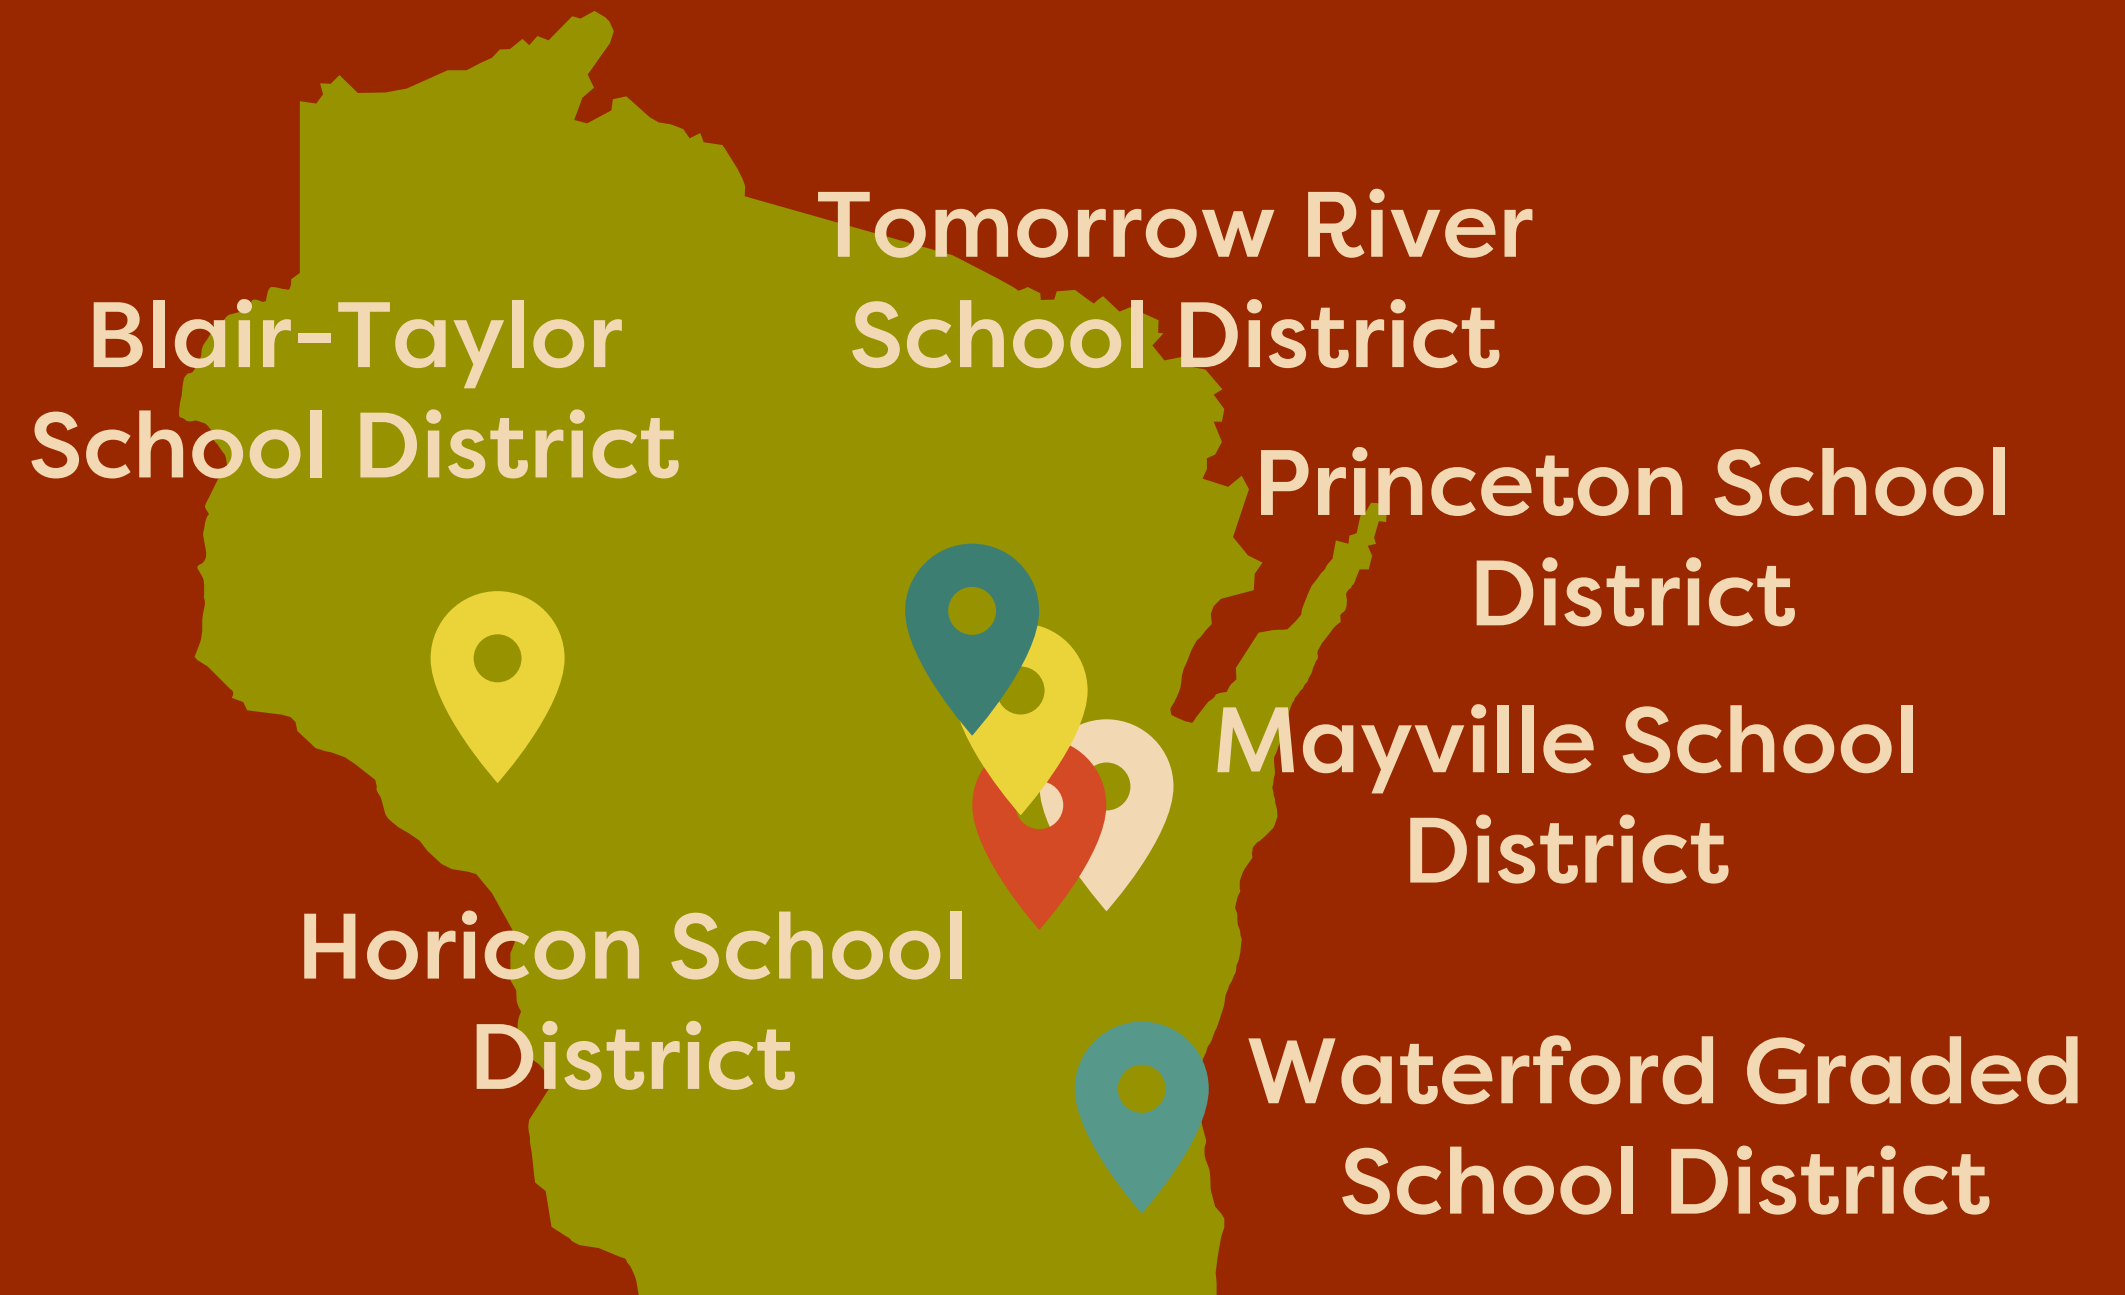 Tomorrow River
School District
Blair-Taylor
School District
Princeton School
District
Mayville School
District
Horicon School
District
Waterford Graded
School District